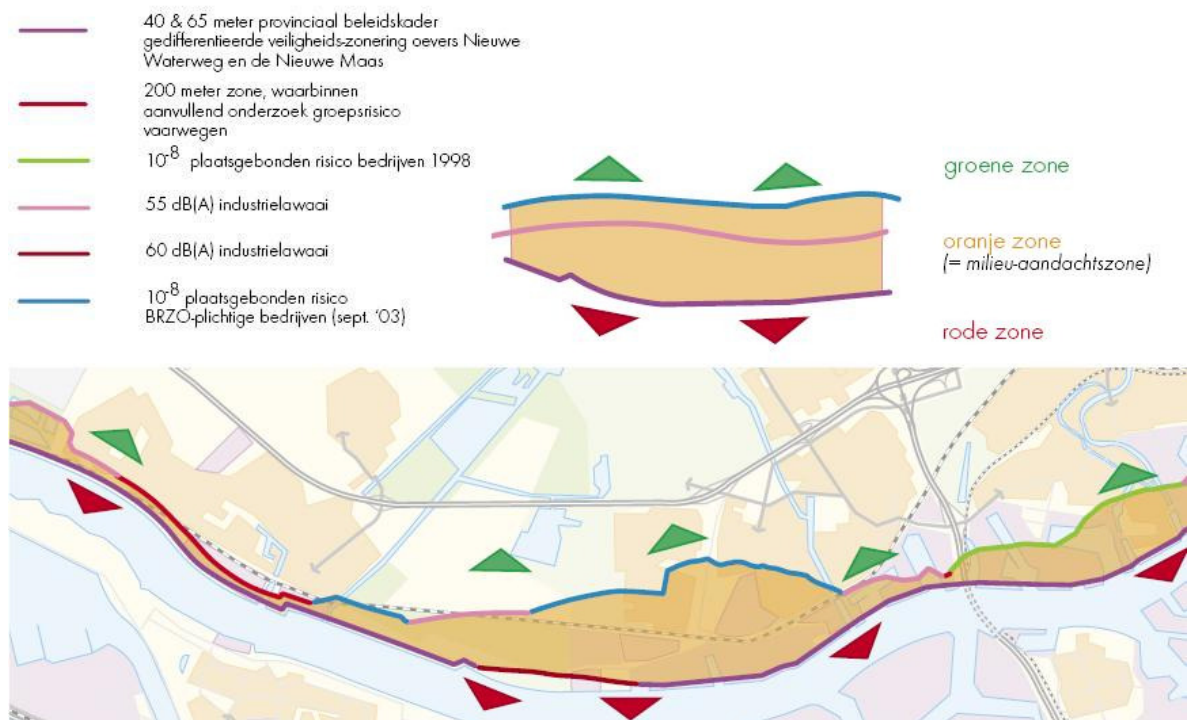 40 & 65 meter provinciaal beleidskader
gedifferentieerde veiligheids-zonering oevers Nieuwe
Waterweg en de Nieuwe Maas
200 meter zone, waarbinnen
aanvullend onderzoek groepsrisico
vaarwegen
10⁻⁸ plaatsgebonden risico bedrijven 1998
55 dB(A) industrielawaai
60 dB(A) industrielawaai
10⁻⁸ plaatsgebonden risico
BRZO-plichtige bedrijven (sept. ‘03)
groene zone
oranje zone
(= milieu-aandachtszone)
rode zone